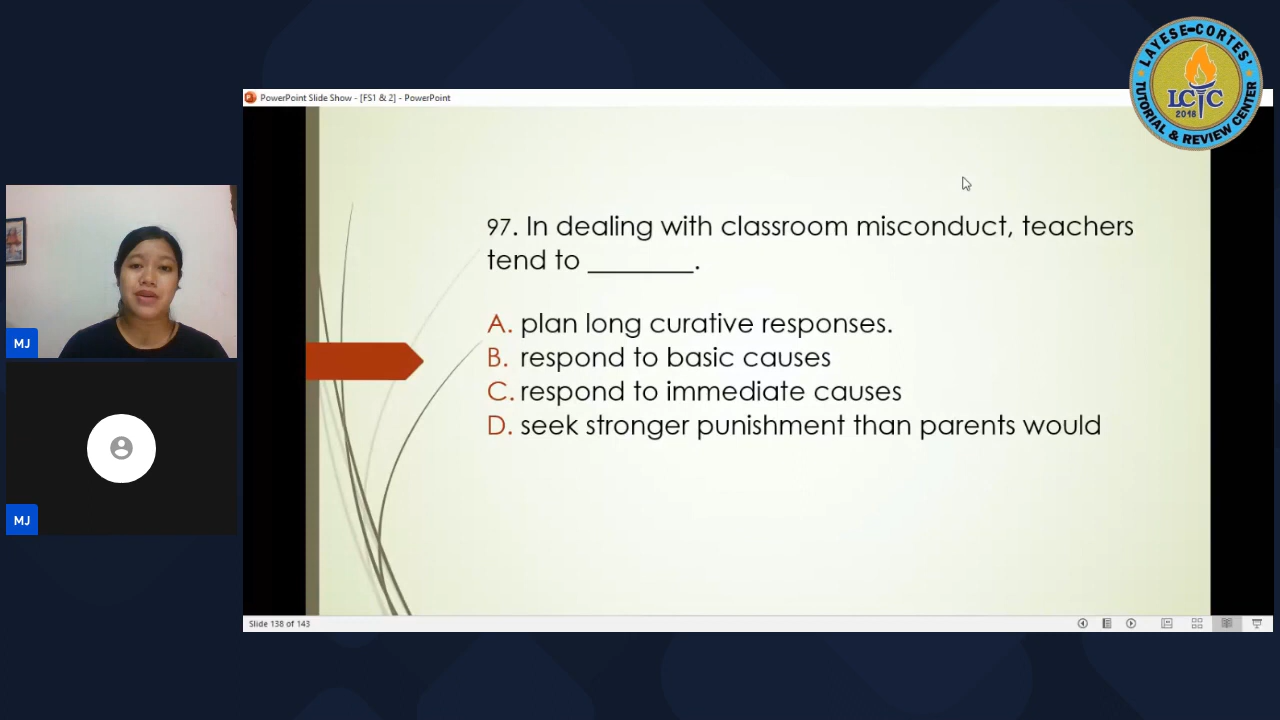 LAYESE-CORTES'
LCTC
2018
TUTORIAL & REVIEW CENTER
PowerPoint Slide Show - [FS1 & 2] - PowerPoint
97. In dealing with classroom misconduct, teachers
tend to ________.
A. plan long curative responses.
B. respond to basic causes
C. respond to immediate causes
D. seek stronger punishment than parents would
MJ
MJ
Slide 138 of 143